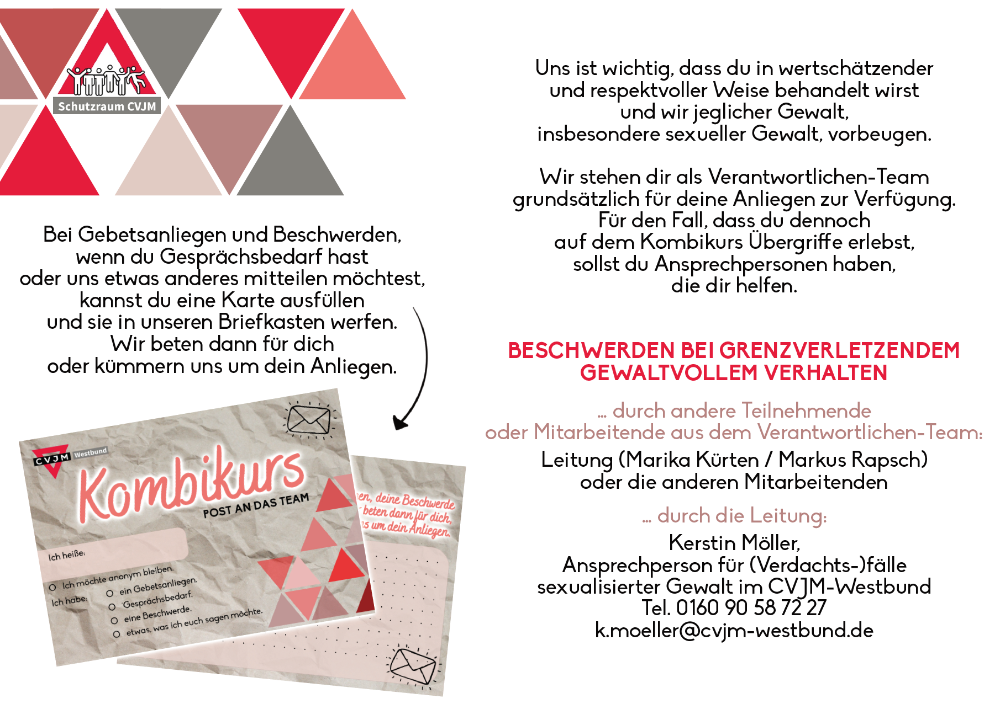 Schutzraum CVJM
Bei Gebetsanliegen und Beschwerden,
wenn du Gesprächsbedarf hast
oder uns etwas anderes mitteilen möchtest,
kannst du eine Karte ausfüllen
und sie in unseren Briefkasten werfen.
Wir beten dann für dich
oder kümmern uns um dein Anliegen.
CVJM Westbund
Kombikurs
POST AN DAS TEAM
Ich heiße:
Ich möchte anonym bleiben.
Ich habe:
ein Gebetsanliegen.
Gesprächsbedarf.
eine Beschwerde.
etwas, was ich euch sagen möchte.
deine Beschwerde
beten dann für dich,
um dein Anliegen.
Uns ist wichtig, dass du in wertschätzender
und respektvoller Weise behandelt wirst
und wir jeglicher Gewalt,
insbesondere sexueller Gewalt, vorbeugen.
Wir stehen dir als Verantwortlichen-Team
grundsätzlich für deine Anliegen zur Verfügung.
Für den Fall, dass du dennoch
auf dem Kombikurs Übergriffe erlebst,
sollst du Ansprechpersonen haben,
die dir helfen.
BESCHWERDEN BEI GRENZVERLETZENDEM
GEWALTVOLLEM VERHALTEN
... durch andere Teilnehmende
oder Mitarbeitende aus dem Verantwortlichen-Team:
Leitung (Marika Kürten / Markus Rapsch)
oder die anderen Mitarbeitenden
... durch die Leitung:
Kerstin Möller,
Ansprechperson für (Verdachts-)fälle
sexualisierter Gewalt im CVJM-Westbund
Tel. 0160 90 58 72 27
k.moeller@cvjm-westbund.de